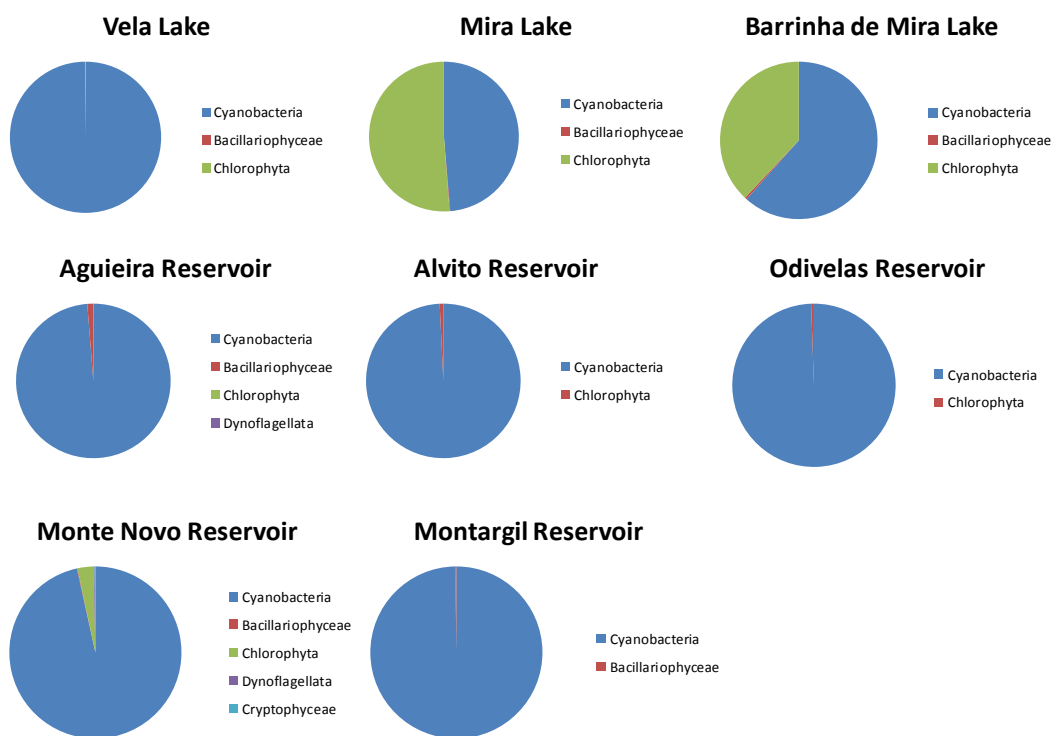 Vela Lake
Cyanobacteria
Bacillariophyceae
Chlorophyta
Mira Lake
Cyanobacteria
Bacillariophyceae
Chlorophyta
Barrinha de Mira Lake
Cyanobacteria
Bacillariophyceae
Chlorophyta
Aguieira Reservoir
Cyanobacteria
Bacillariophyceae
Chlorophyta
Dynoflagellata
Alvito Reservoir
Cyanobacteria
Chlorophyta
Odivelas Reservoir
Cyanobacteria
Chlorophyta
Monte Novo Reservoir
Cyanobacteria
Bacillariophyceae
Chlorophyta
Dynoflagellata
Cryptophyceae
Montargil Reservoir
Cyanobacteria
Bacillariophyceae